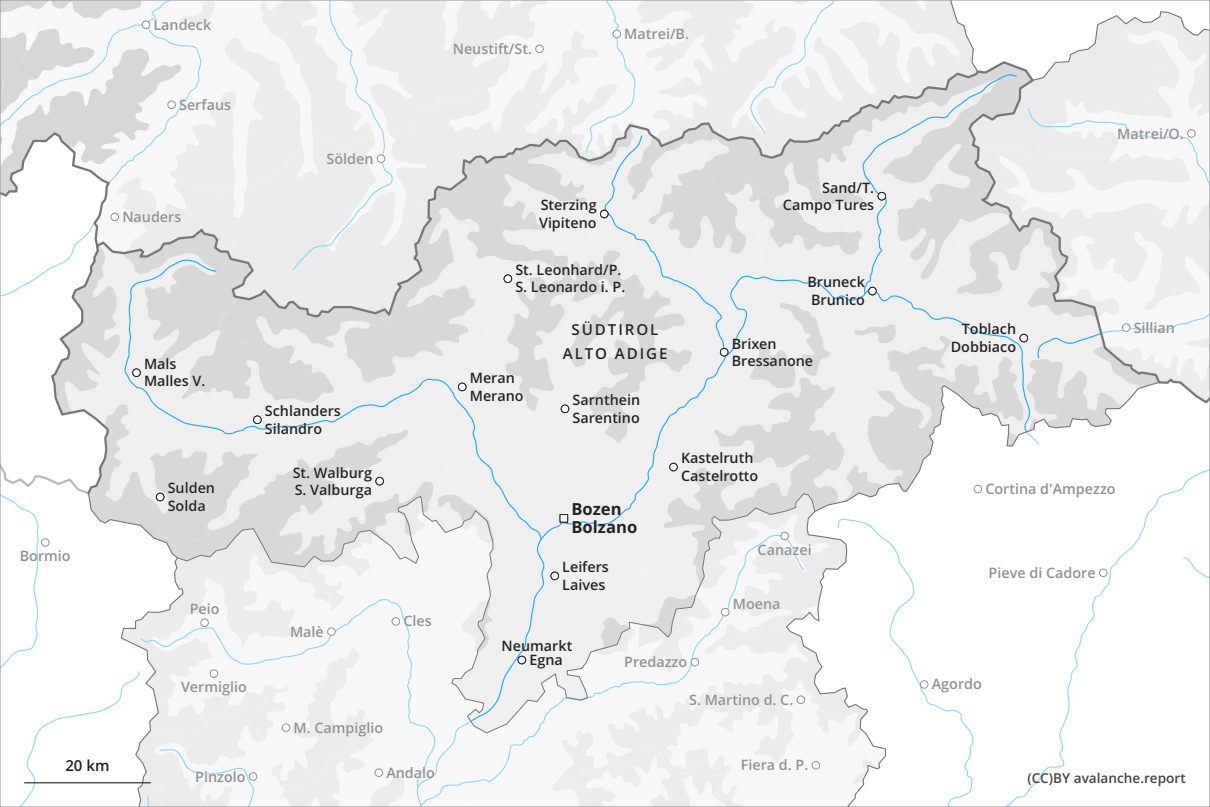 Landeck
Neustift/St.
Matrei/B.
Serfaus
Matrei/O.
Sölden
Nauders
Sand/T.
Campo Tures
Sterzing
Vipiteno
St. Leonhard/P.
S. Leonardo i. P.
Bruneck
Brunico
SÜDTIROL
ALTO ADIGE
Toblach
Dobbiaco
Sillian
Brixen
Bressanone
Mals
Malles V.
Meran
Merano
Schlanders
Silandro
Sarnthein
Sarentino
Kastelruth
Castelrotto
St. Walburg
S. Valburga
Sulden
Solda
Cortina d'Ampezzo
Bozen
Bolzano
Bormio
Canazei
Leifers
Laives
Pieve di Cadore
Peio
Moena
Malè
Cles
Neumarkt
Egna
Predazzo
Vermiglio
Agordo
S. Martino d. C.
M. Campiglio
Fiera d. P.
Pinzolo
Andalo
20 km
(CC)BY avalanche.report